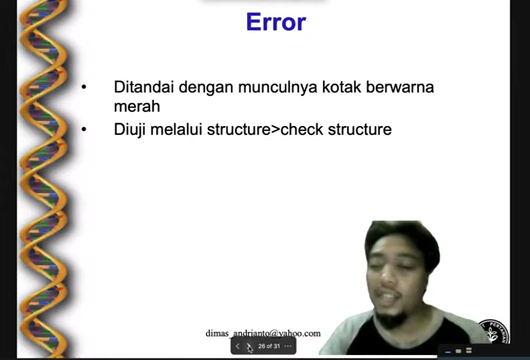 Error
• Ditandai dengan munculnya kotak berwarna
merah
• Diuji melalui structure>check structure
dimas_andrianto@yahoo.com
26 of 31